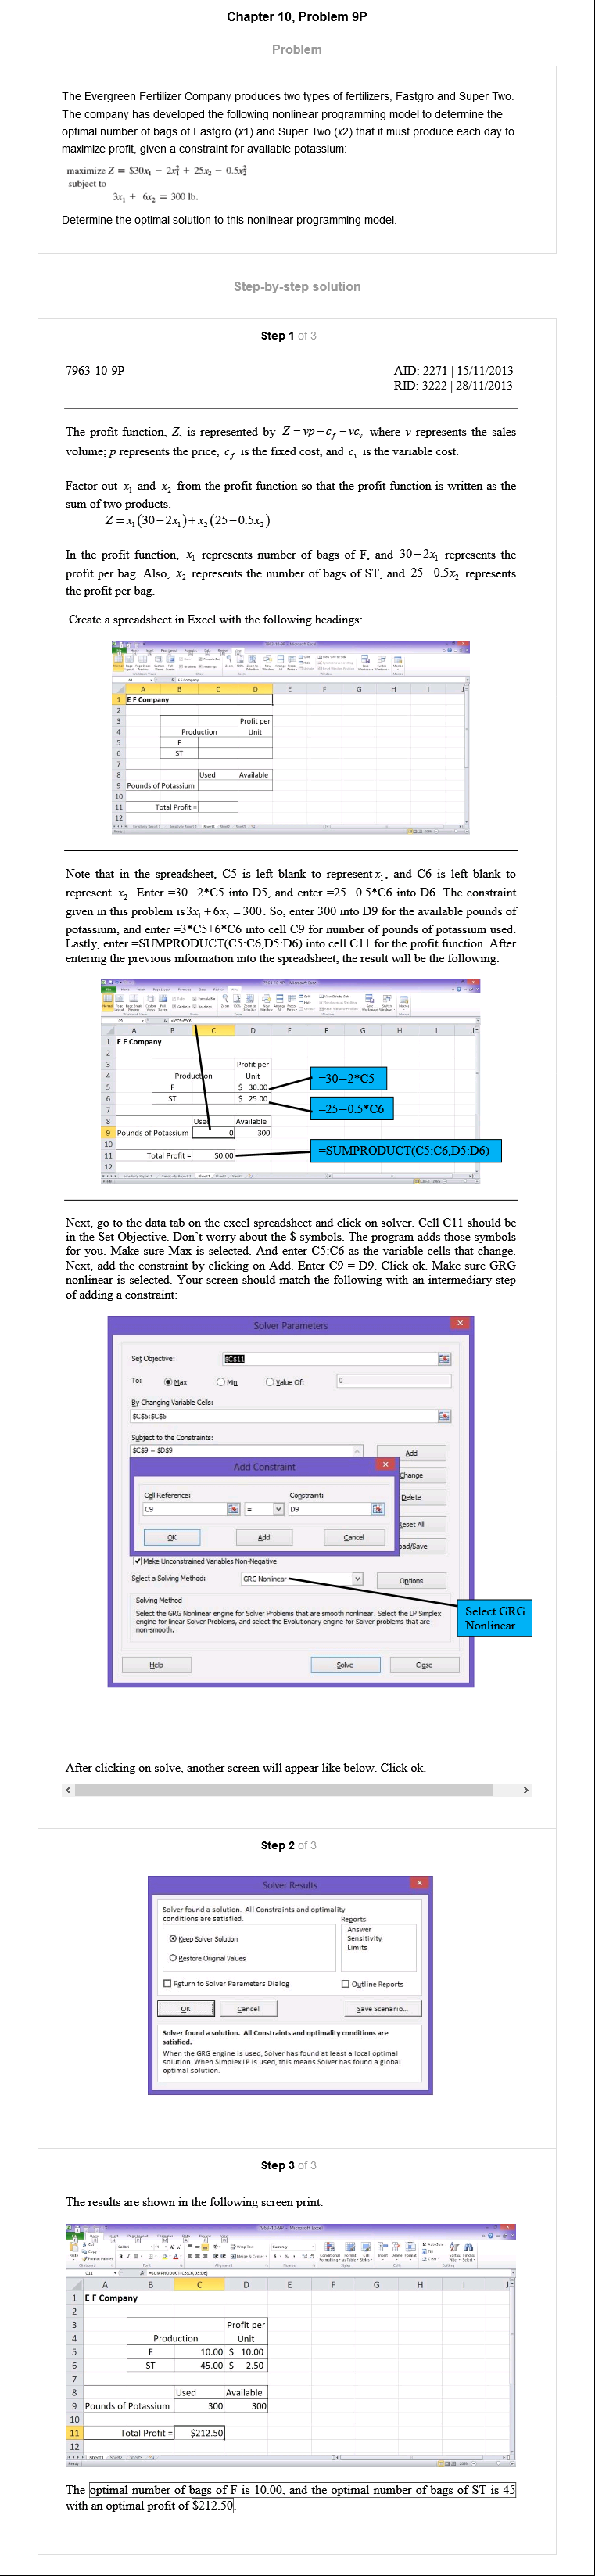 Chapter 10, Problem 9P
Problem
The Evergreen Fertilizer Company produces two types of fertilizers, Fastgro and Super Two.
The company has developed the following nonlinear programming model to determine the
optimal number of bags of Fastgro (x1) and Super Two (x2) that it must produce each day to
maximize profit, given a constraint for available potassium:
maximize Z = $30x₁ − 2x₁² + 25x₂ − 0.5x₂²
subject to
3x₁ + 6x₂ = 300 lb.
Determine the optimal solution to this nonlinear programming model.
Step-by-step solution
Step 1 of 3
7963-10-9P
AID: 2271 | 15/11/2013
RID: 3222 | 28/11/2013
The profit-function, Z, is represented by Z = vp − c_f − vc_v where v represents the sales
volume; p represents the price, c_f is the fixed cost, and c_v is the variable cost.
Factor out x₁ and x₂ from the profit function so that the profit function is written as the
sum of two products.
Z = x₁(30−2x₁)+x₂(25−0.5x₂)
In the profit function, x₁ represents number of bags of F, and 30−2x₁ represents the
profit per bag. Also, x₂ represents the number of bags of ST, and 25−0.5x₂ represents
the profit per bag.
Create a spreadsheet in Excel with the following headings:
A B C D E F G H I
1 E F Company
2
3 Profit per
4 Production Unit
5 F
6 ST
7
8 Used Available
9 Pounds of Potassium
10
11 Total Profit =
12
Note that in the spreadsheet, C5 is left blank to represent x₁, and C6 is left blank to
represent x₂. Enter =30−2*C5 into D5, and enter =25−0.5*C6 into D6. The constraint
given in this problem is 3x₁ + 6x₂ = 300. So, enter 300 into D9 for the available pounds of
potassium, and enter =3*C5+6*C6 into cell C9 for number of pounds of potassium used.
Lastly, enter =SUMPRODUCT(C5:C6,D5:D6) into cell C11 for the profit function. After
entering the previous information into the spreadsheet, the result will be the following:
A B C D E F G H I
1 E F Company
2
3 Profit per
4 Production Unit
5 F $ 30.00
=30−2*C5
6 ST $ 25.00
7
=25−0.5*C6
8 Used Available
9 Pounds of Potassium 0 300
10
11 Total Profit = $0.00
=SUMPRODUCT(C5:C6,D5:D6)
12
Next, go to the data tab on the excel spreadsheet and click on solver. Cell C11 should be
in the Set Objective. Don't worry about the $ symbols. The program adds those symbols
for you. Make sure Max is selected. And enter C5:C6 as the variable cells that change.
Next, add the constraint by clicking on Add. Enter C9 = D9. Click ok. Make sure GRG
nonlinear is selected. Your screen should match the following with an intermediary step
of adding a constraint:
Solver Parameters
Set Objective: $C$11
To: Max Min Value Of: 0
By Changing Variable Cells:
$C$5:$C$6
Subject to the Constraints:
$C$9 = $D$9
Add
Add Constraint
Change
Cell Reference: Constraint:
Delete
C9 = D9
Reset All
OK Add Cancel
oad/Save
Make Unconstrained Variables Non-Negative
Select a Solving Method: GRG Nonlinear Options
Solving Method
Select the GRG Nonlinear engine for Solver Problems that are smooth nonlinear. Select the LP Simplex
engine for linear Solver Problems, and select the Evolutionary engine for Solver problems that are
non-smooth.
Select GRG
Nonlinear
Help Solve Close
After clicking on solve, another screen will appear like below. Click ok.
Step 2 of 3
Solver Results
Solver found a solution. All Constraints and optimality
conditions are satisfied.
Reports
Answer
Sensitivity
Limits
Keep Solver Solution
Restore Original Values
Return to Solver Parameters Dialog Outline Reports
OK Cancel Save Scenario...
Solver found a solution. All Constraints and optimality conditions are
satisfied.
When the GRG engine is used, Solver has found at least a local optimal
solution. When Simplex LP is used, this means Solver has found a global
optimal solution.
Step 3 of 3
The results are shown in the following screen print.
C11 =SUMPRODUCT(C5:C6,D5:D6)
A B C D E F G H I
1 E F Company
2
3 Profit per
4 Production Unit
5 F 10.00 $ 10.00
6 ST 45.00 $ 2.50
7
8 Used Available
9 Pounds of Potassium 300 300
10
11 Total Profit = $212.50
12
The optimal number of bags of F is 10.00, and the optimal number of bags of ST is 45
with an optimal profit of $212.50.